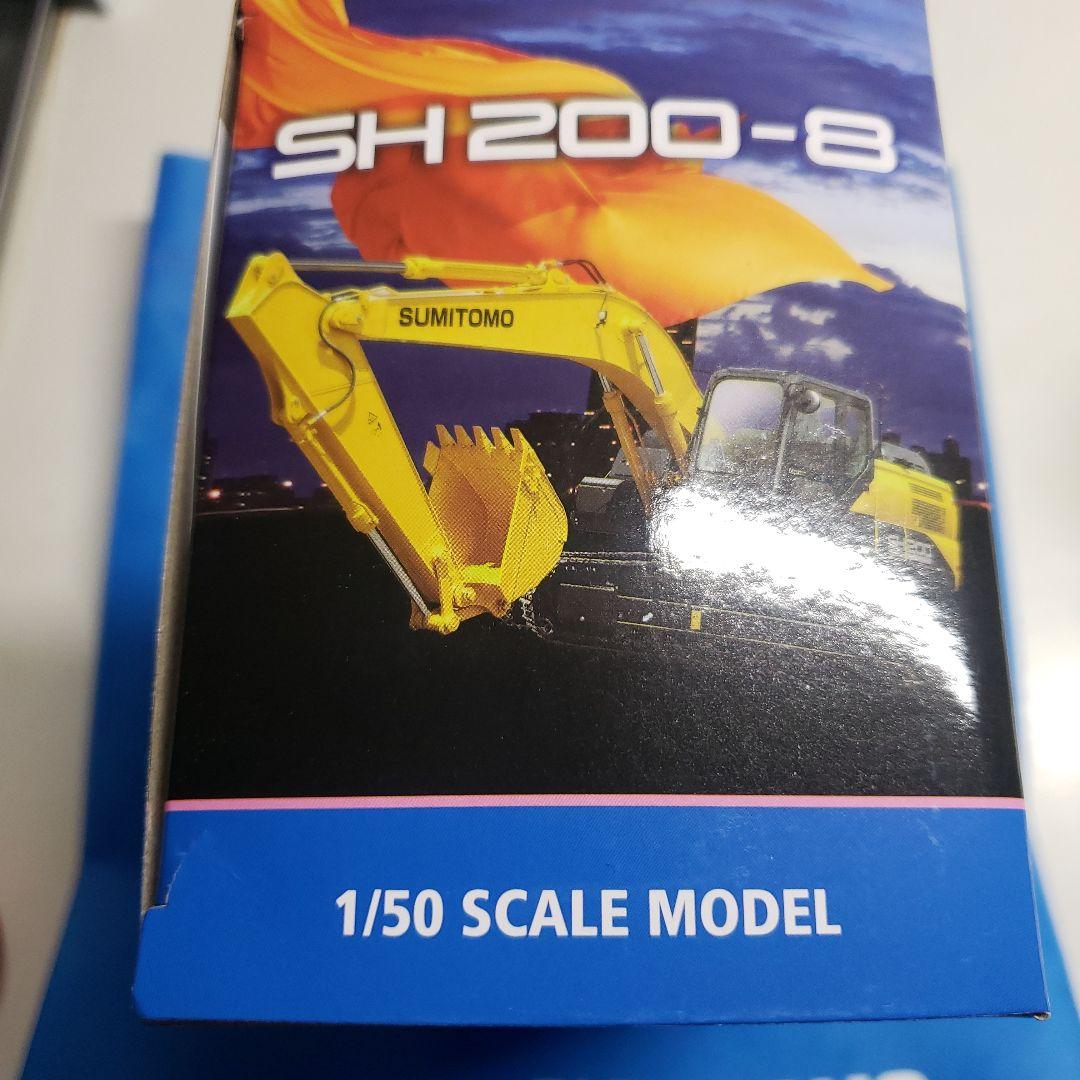 SH200-8
SUMITOMO
1/50 SCALE MODEL